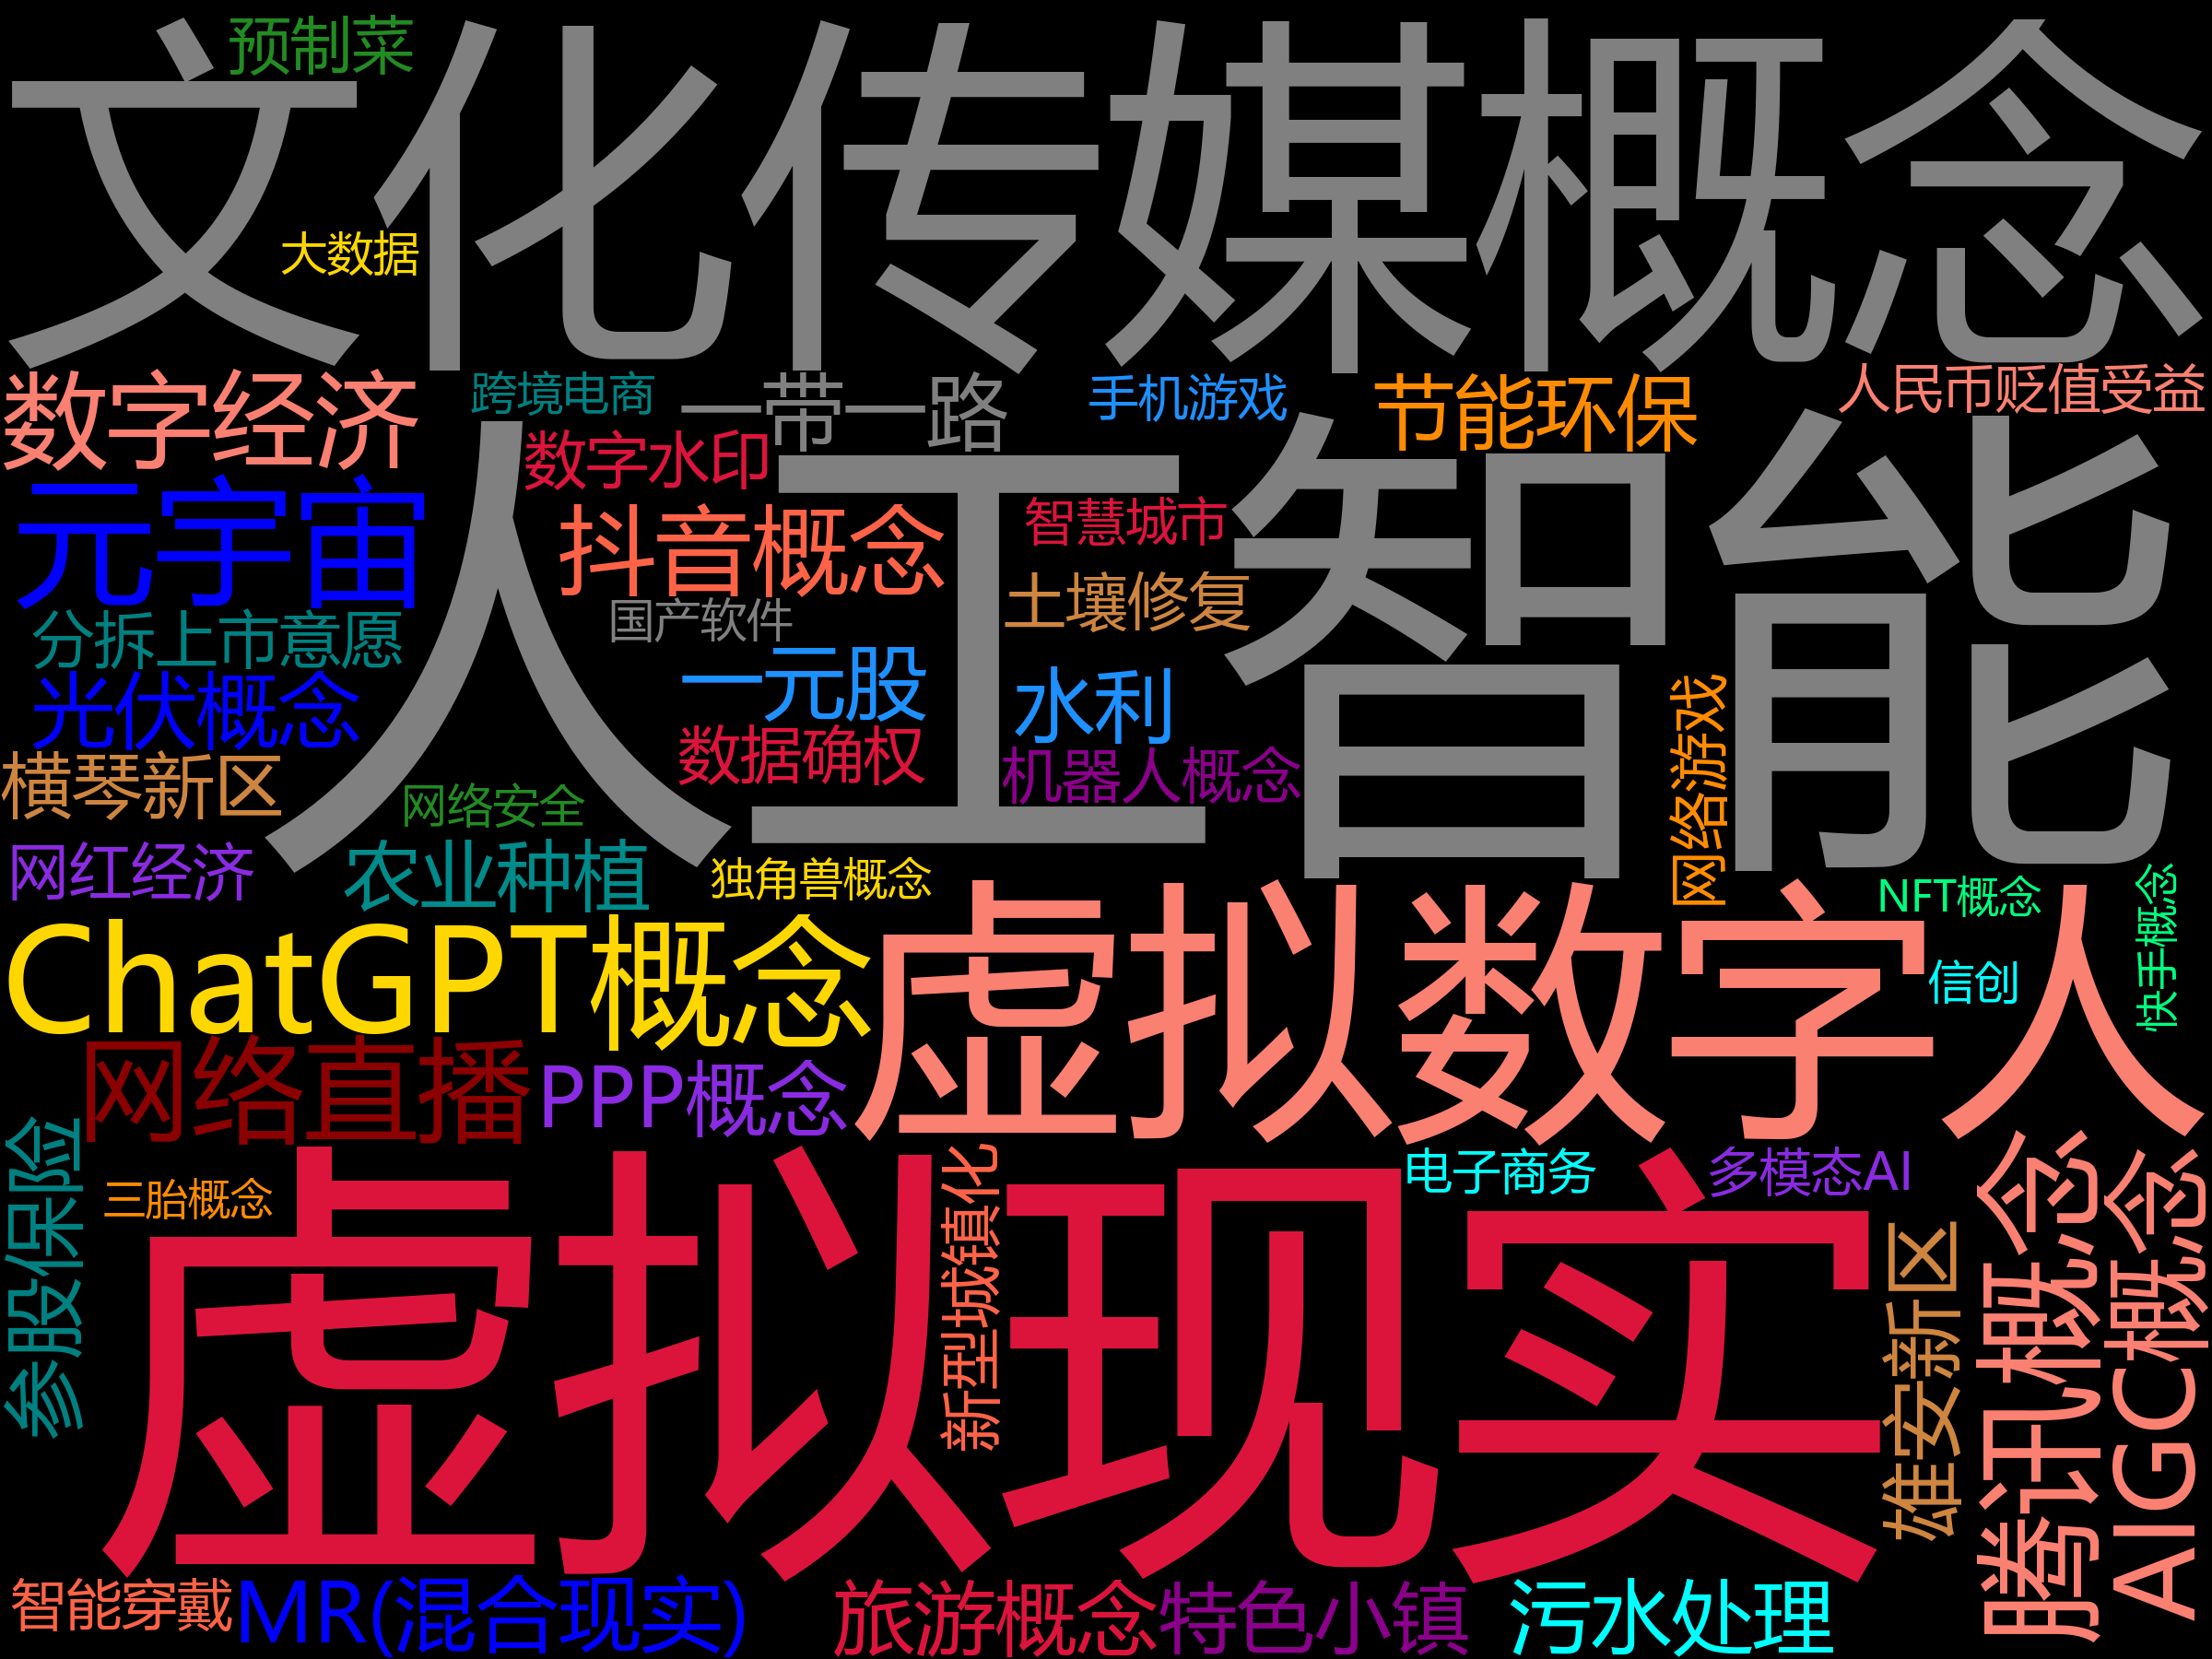 预制菜
文化传媒概念
大数据
数字经济
跨境电商
一带一路
手机游戏
节能环保
人民币贬值受益
数字水印
人工智能
元宇宙
抖音概念
智慧城市
国产软件
土壤修复
分拆上市意愿
一元股
水利
光伏概念
数据确权
机器人概念
网络游戏
横琴新区
网络安全
网红经济
农业种植
独角兽概念
NFT概念
快手概念
ChatGPT概念
虚拟数字人
信创
网络直播
PPP概念
参股保险
三胎概念
虚拟现实
新型城镇化
电子商务
多模态AI
雄安新区
腾讯概念
AIGC概念
智能穿戴
MR(混合现实)
旅游概念
特色小镇
污水处理